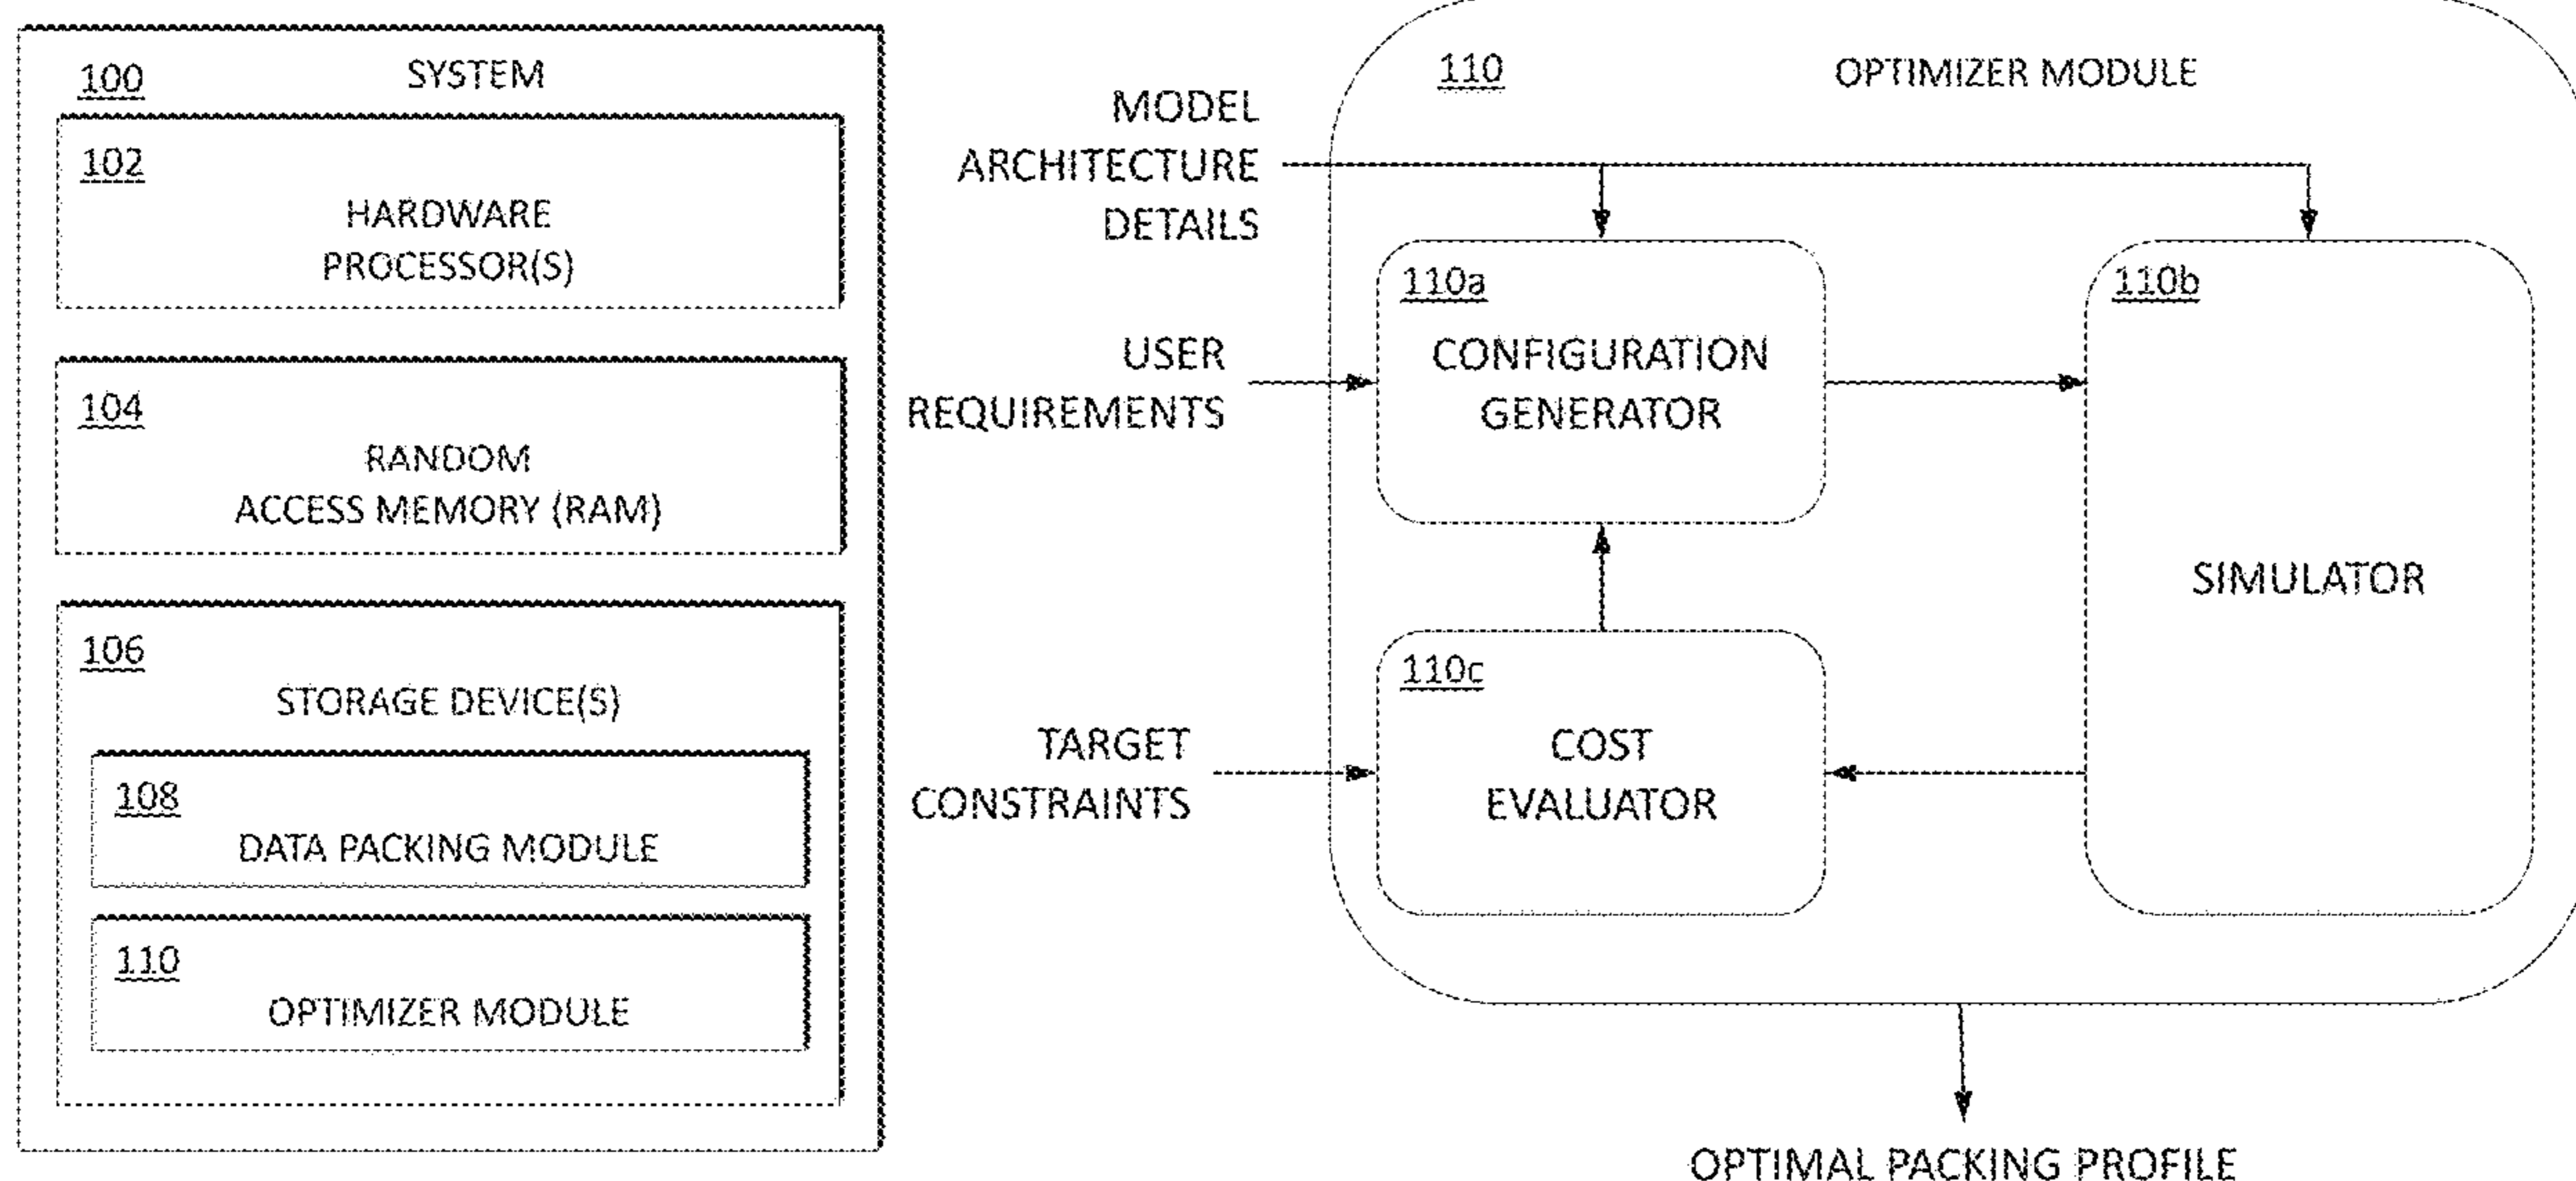 100
SYSTEM
102
HARDWARE
PROCESSOR(S)
104
RANDOM
ACCESS MEMORY (RAM)
106
STORAGE DEVICE(S)
108
DATA PACKING MODULE
110
OPTIMIZER MODULE
110
OPTIMIZER MODULE
MODEL
ARCHITECTURE
DETAILS
USER
REQUIREMENTS
TARGET
CONSTRAINTS
110a
CONFIGURATION
GENERATOR
110b
SIMULATOR
110c
COST
EVALUATOR
OPTIMAL PACKING PROFILE